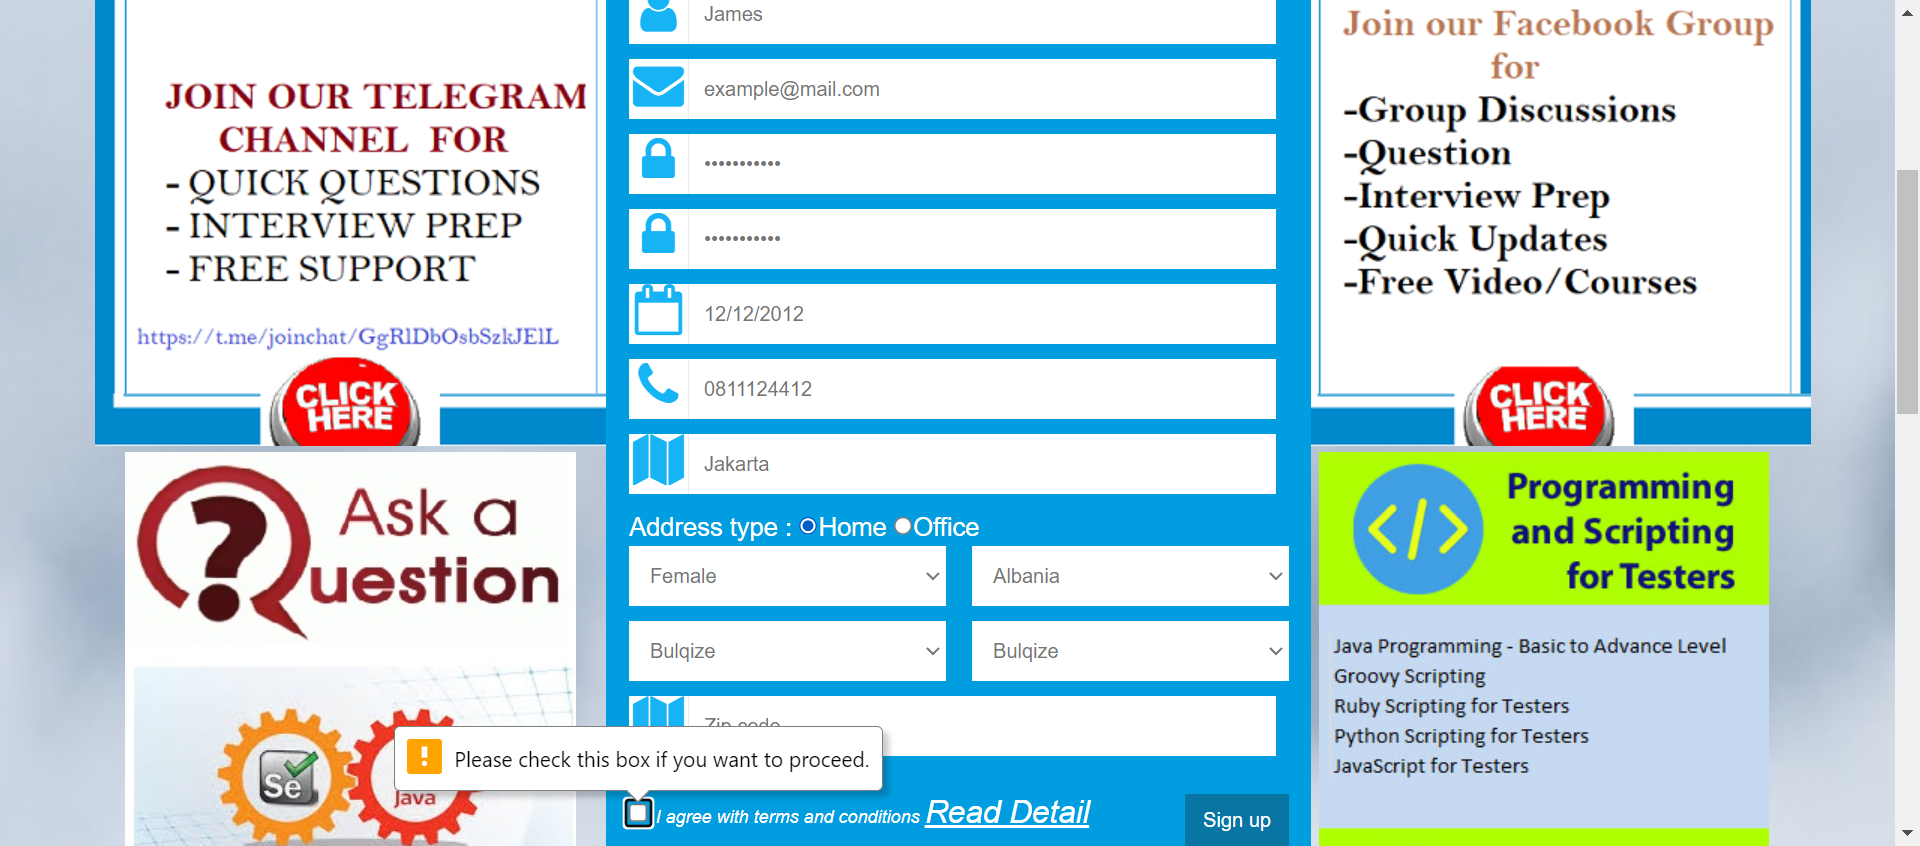 JOIN OUR TELEGRAM
CHANNEL FOR
- QUICK QUESTIONS
- INTERVIEW PREP
- FREE SUPPORT
https://t.me/joinchat/GgRlDbOsbSzkJElL
CLICK
HERE
Ask a
Question
Se
Java
James
example@mail.com
•••••••••••
•••••••••••
12/12/2012
0811124412
Jakarta
Address type : Home Office
Female
Albania
Bulqize
Bulqize
Zip code
Please check this box if you want to proceed.
I agree with terms and conditions Read Detail
Sign up
Join our Facebook Group
for
-Group Discussions
-Question
-Interview Prep
-Quick Updates
-Free Video/Courses
CLICK
HERE
</>
Programming
and Scripting
for Testers
Java Programming - Basic to Advance Level
Groovy Scripting
Ruby Scripting for Testers
Python Scripting for Testers
JavaScript for Testers